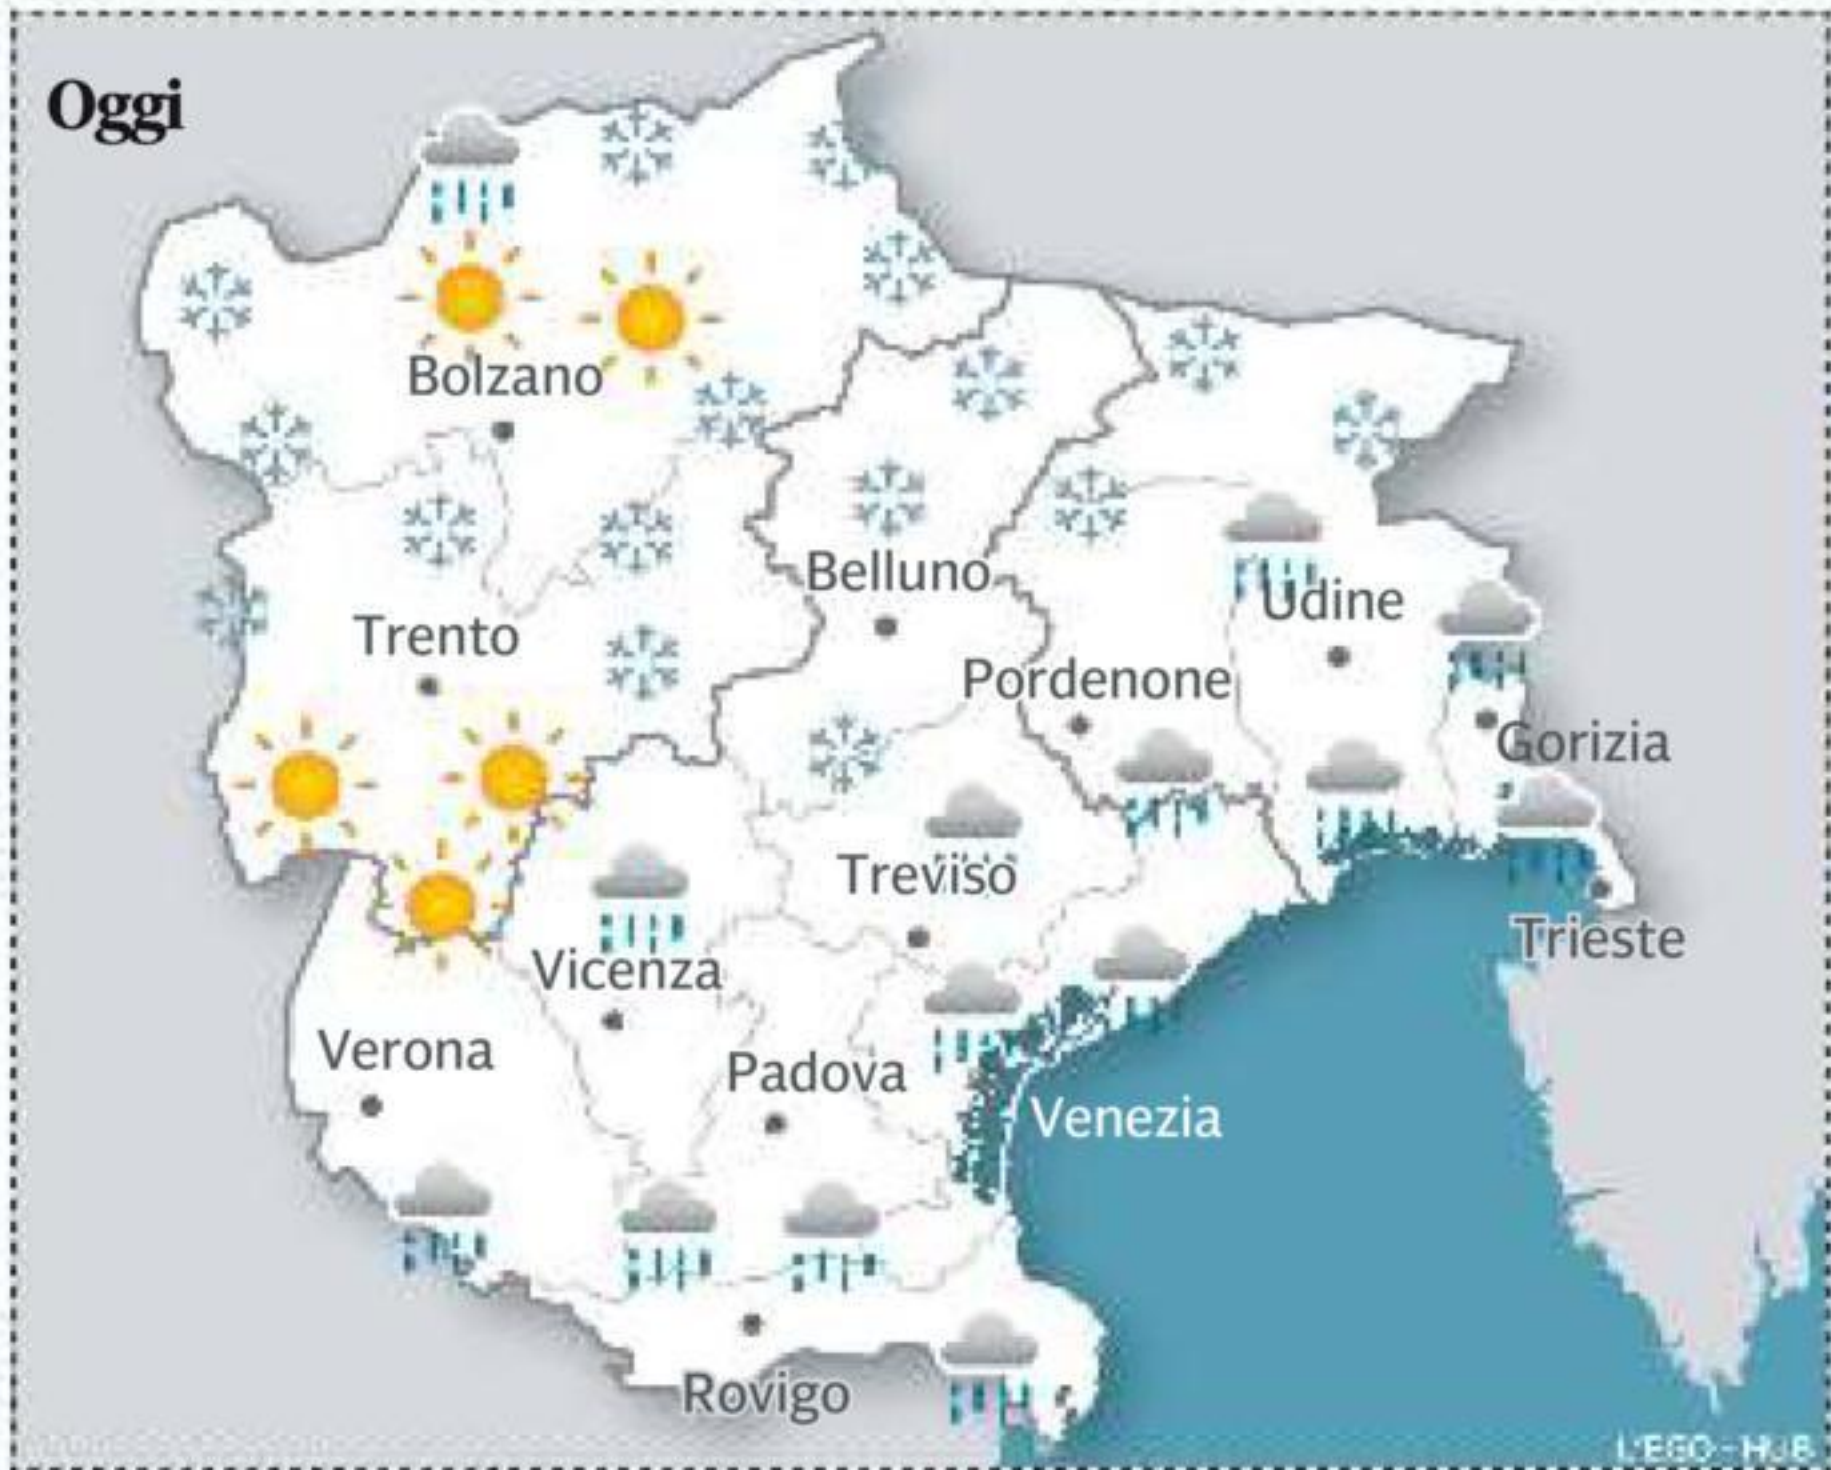 Oggi
Bolzano
Belluno
Udine
Trento
Pordenone
Gorizia
Treviso
Trieste
Vicenza
Verona
Padova
Venezia
Rovigo
L'EGO-HUB